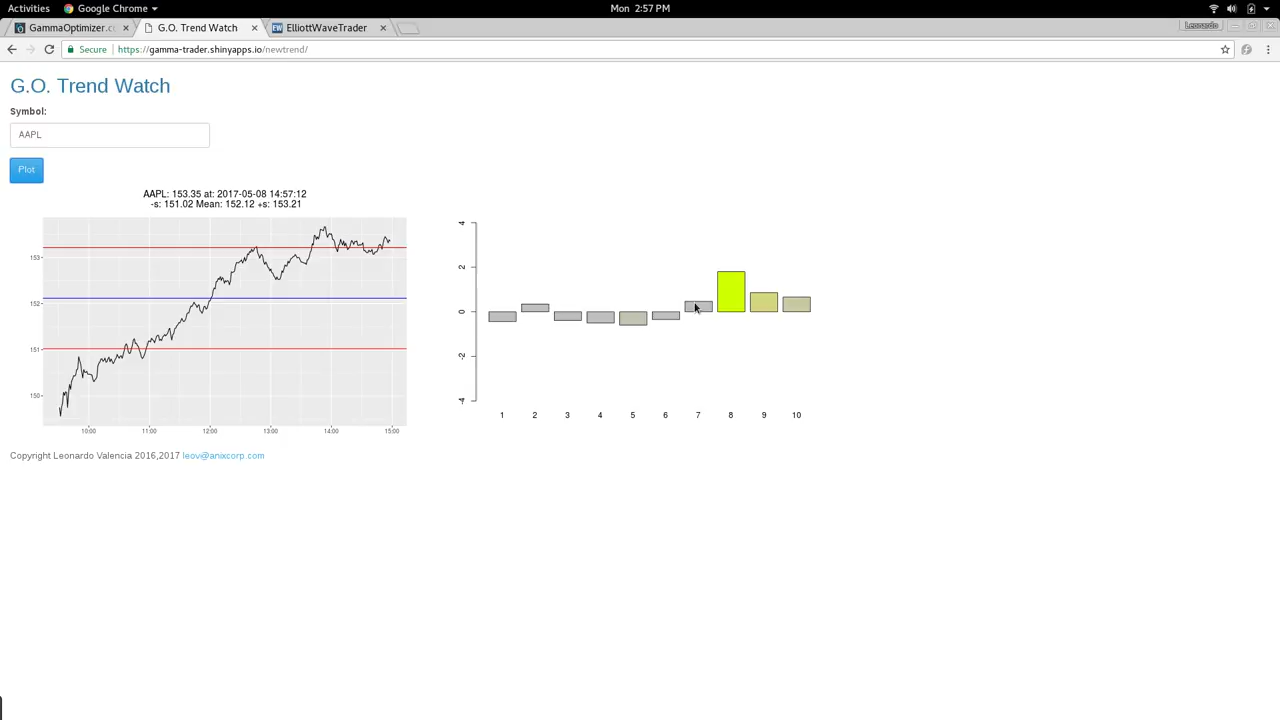 Activities
Google Chrome
Mon 2:57 PM
GammaOptimizer.c
G.O. Trend Watch
ElliottWaveTrader
Leonardo
Secure
https://gamma-trader.shinyapps.io/newtrend/
G.O. Trend Watch
Symbol:
AAPL
Plot
AAPL: 153.35 at: 2017-05-08 14:57:12
-s: 151.02 Mean: 152.12 +s: 153.21
153
152
151
150
10:00 11:00 12:00 13:00 14:00 15:00
4
2
0
-2
-4
1 2 3 4 5 6 7 8 9 10
Copyright Leonardo Valencia 2016,2017 leov@anixcorp.com